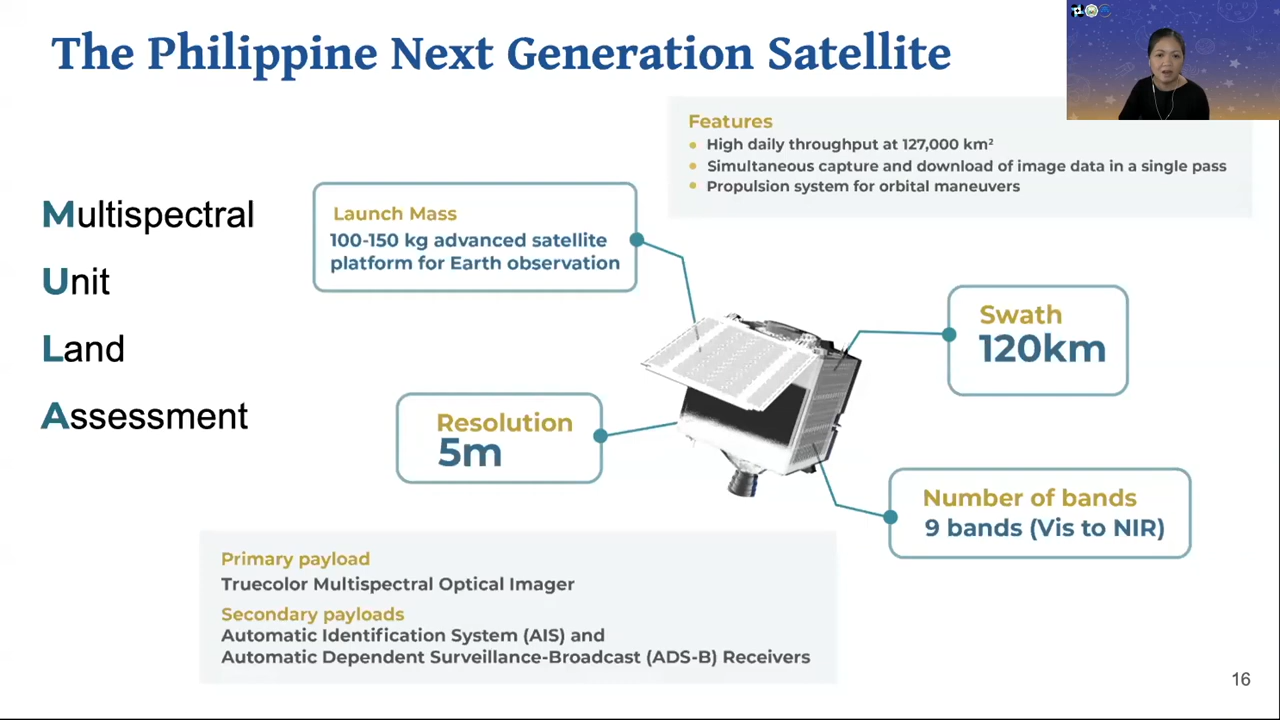 The Philippine Next Generation Satellite
Features
High daily throughput at 127,000 km²
Simultaneous capture and download of image data in a single pass
Propulsion system for orbital maneuvers
Multispectral
Unit
Land
Assessment
Launch Mass
100-150 kg advanced satellite
platform for Earth observation
Swath
120km
Resolution
5m
Number of bands
9 bands (Vis to NIR)
Primary payload
Truecolor Multispectral Optical Imager
Secondary payloads
Automatic Identification System (AIS) and
Automatic Dependent Surveillance-Broadcast (ADS-B) Receivers
16